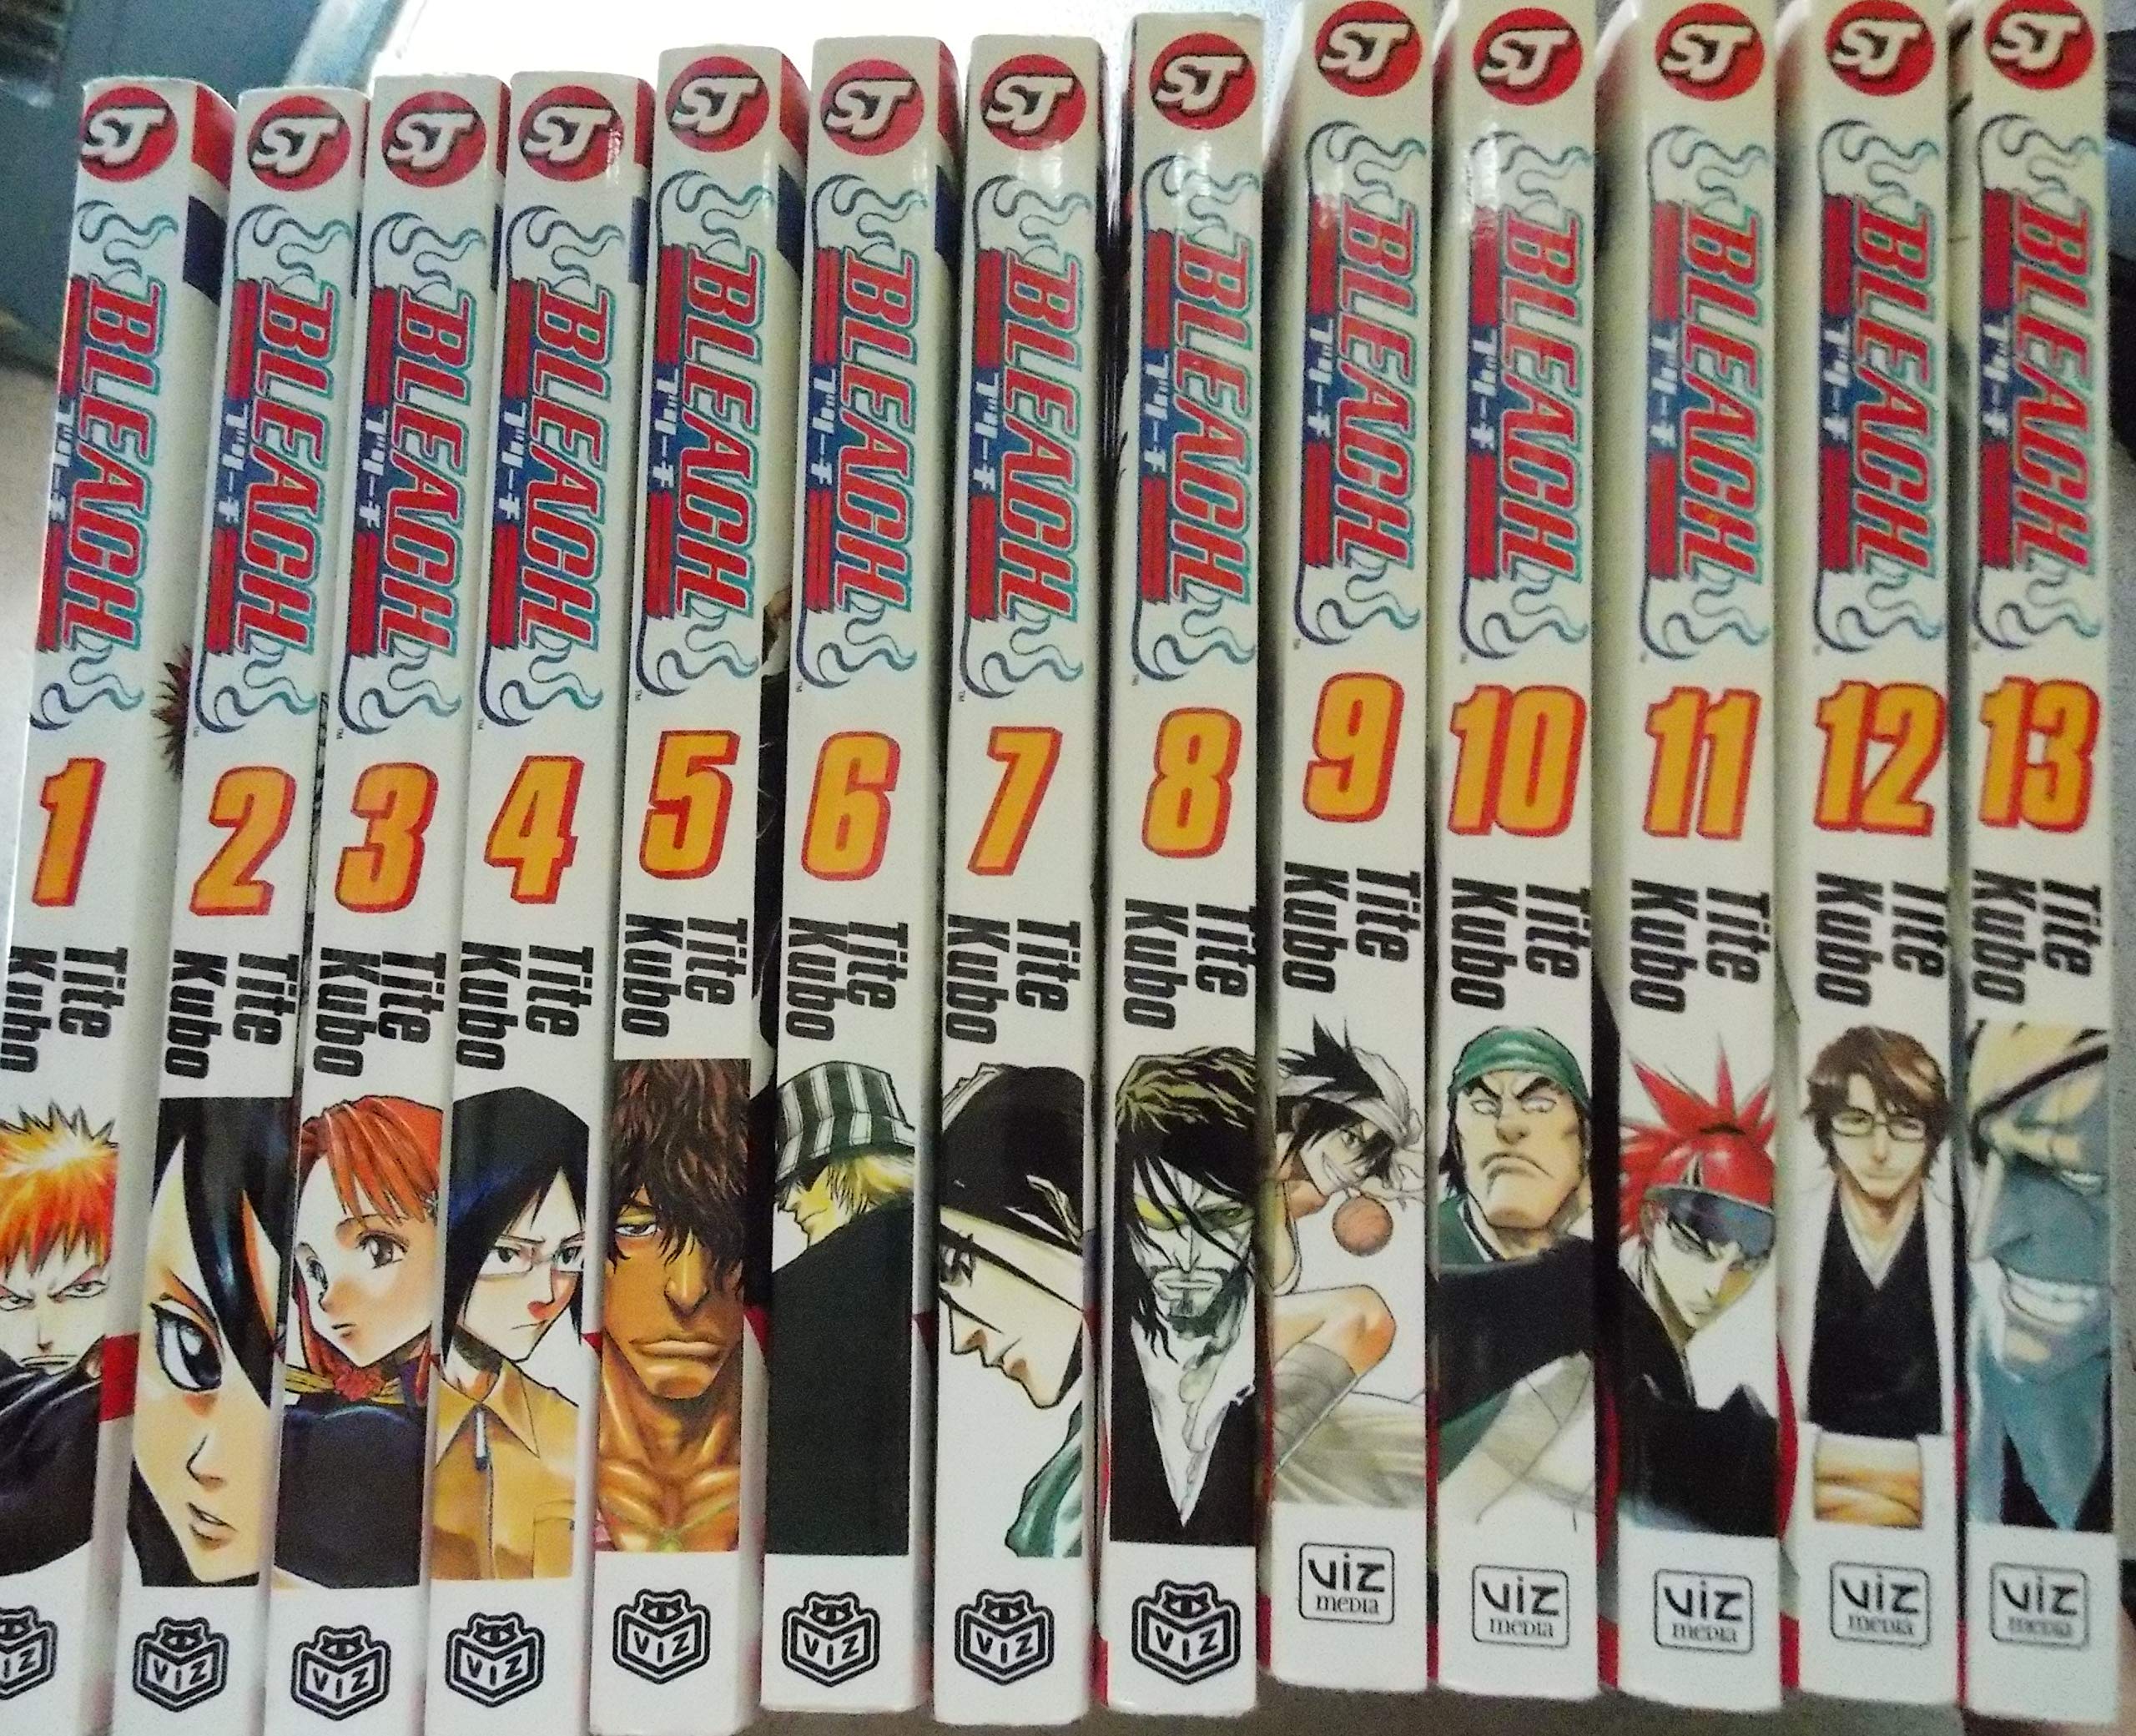 SJ
BLEACH
ブリーチ
1
Tite
Kubo
VIZ
SJ
BLEACH
ブリーチ
2
Tite
Kubo
VIZ
SJ
BLEACH
ブリーチ
3
Tite
Kubo
VIZ
SJ
BLEACH
ブリーチ
4
Tite
Kubo
VIZ
SJ
BLEACH
ブリーチ
5
Tite
Kubo
VIZ
SJ
BLEACH
ブリーチ
6
Tite
Kubo
VIZ
SJ
BLEACH
ブリーチ
7
Tite
Kubo
VIZ
SJ
BLEACH
ブリーチ
8
Tite
Kubo
VIZ
SJ
BLEACH
ブリーチ
9
Tite
Kubo
VIZ
MEDIA
SJ
BLEACH
ブリーチ
10
Tite
Kubo
VIZ
MEDIA
SJ
BLEACH
ブリーチ
11
Tite
Kubo
VIZ
MEDIA
SJ
BLEACH
ブリーチ
12
Tite
Kubo
VIZ
MEDIA
SJ
BLEACH
ブリーチ
13
Tite
Kubo
VIZ
MEDIA